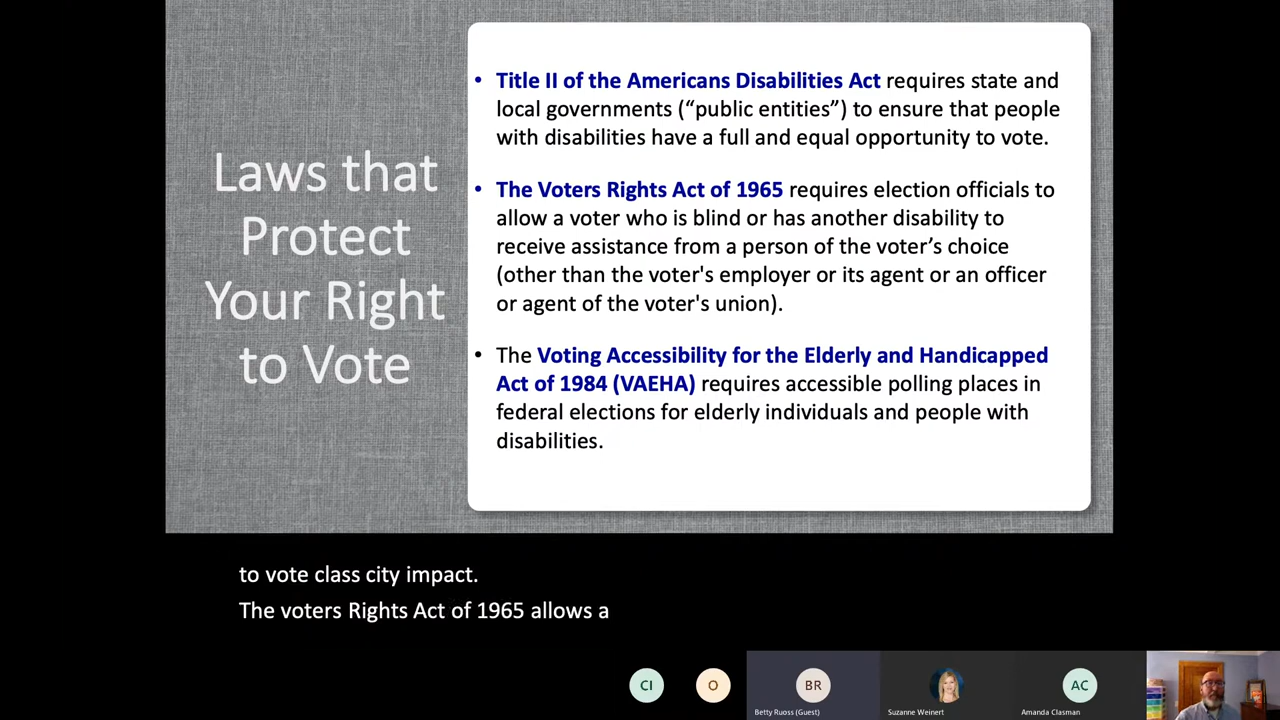 Laws that
Protect
Your Right
to Vote
• Title II of the Americans Disabilities Act requires state and
local governments (“public entities”) to ensure that people
with disabilities have a full and equal opportunity to vote.
• The Voters Rights Act of 1965 requires election officials to
allow a voter who is blind or has another disability to
receive assistance from a person of the voter’s choice
(other than the voter's employer or its agent or an officer
or agent of the voter's union).
• The Voting Accessibility for the Elderly and Handicapped
Act of 1984 (VAEHA) requires accessible polling places in
federal elections for elderly individuals and people with
disabilities.
to vote class city impact.
The voters Rights Act of 1965 allows a
CI
O
BR
AC
Betty Ruoss (Guest)
Suzanne Weinert
Amanda Clasman